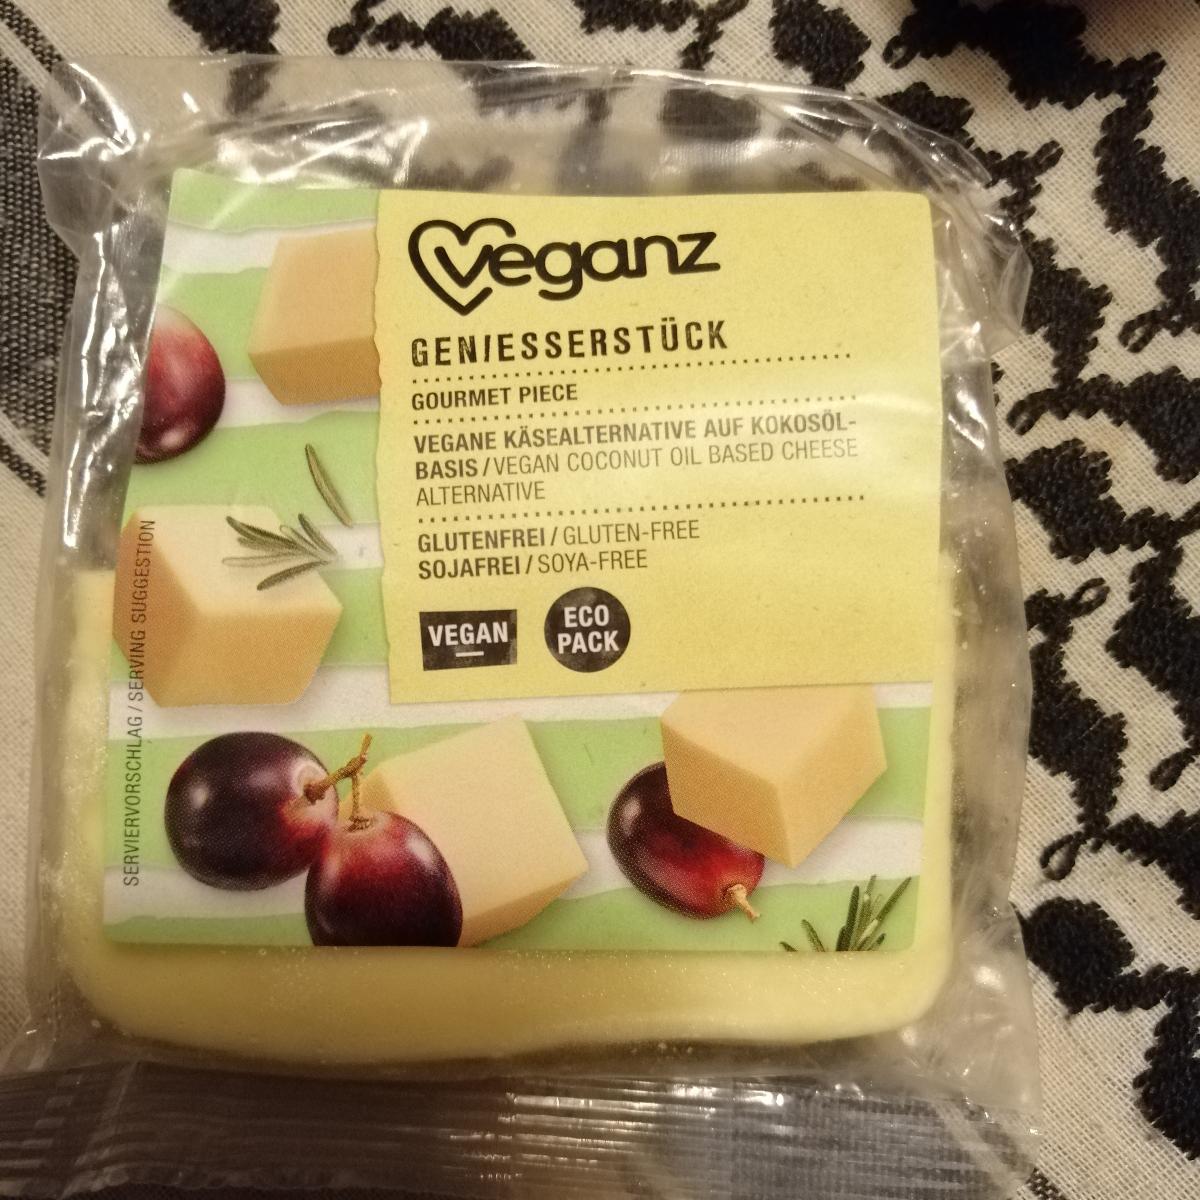 veganz
GENIESSERSTÜCK
GOURMET PIECE
VEGANE KÄSEALTERNATIVE AUF KOKOSÖL-
BASIS / VEGAN COCONUT OIL BASED CHEESE
ALTERNATIVE
GLUTENFREI / GLUTEN-FREE
SOJAFREI / SOYA-FREE
VEGAN
ECO
PACK
SERVIERVORSCHLAG / SERVING SUGGESTION